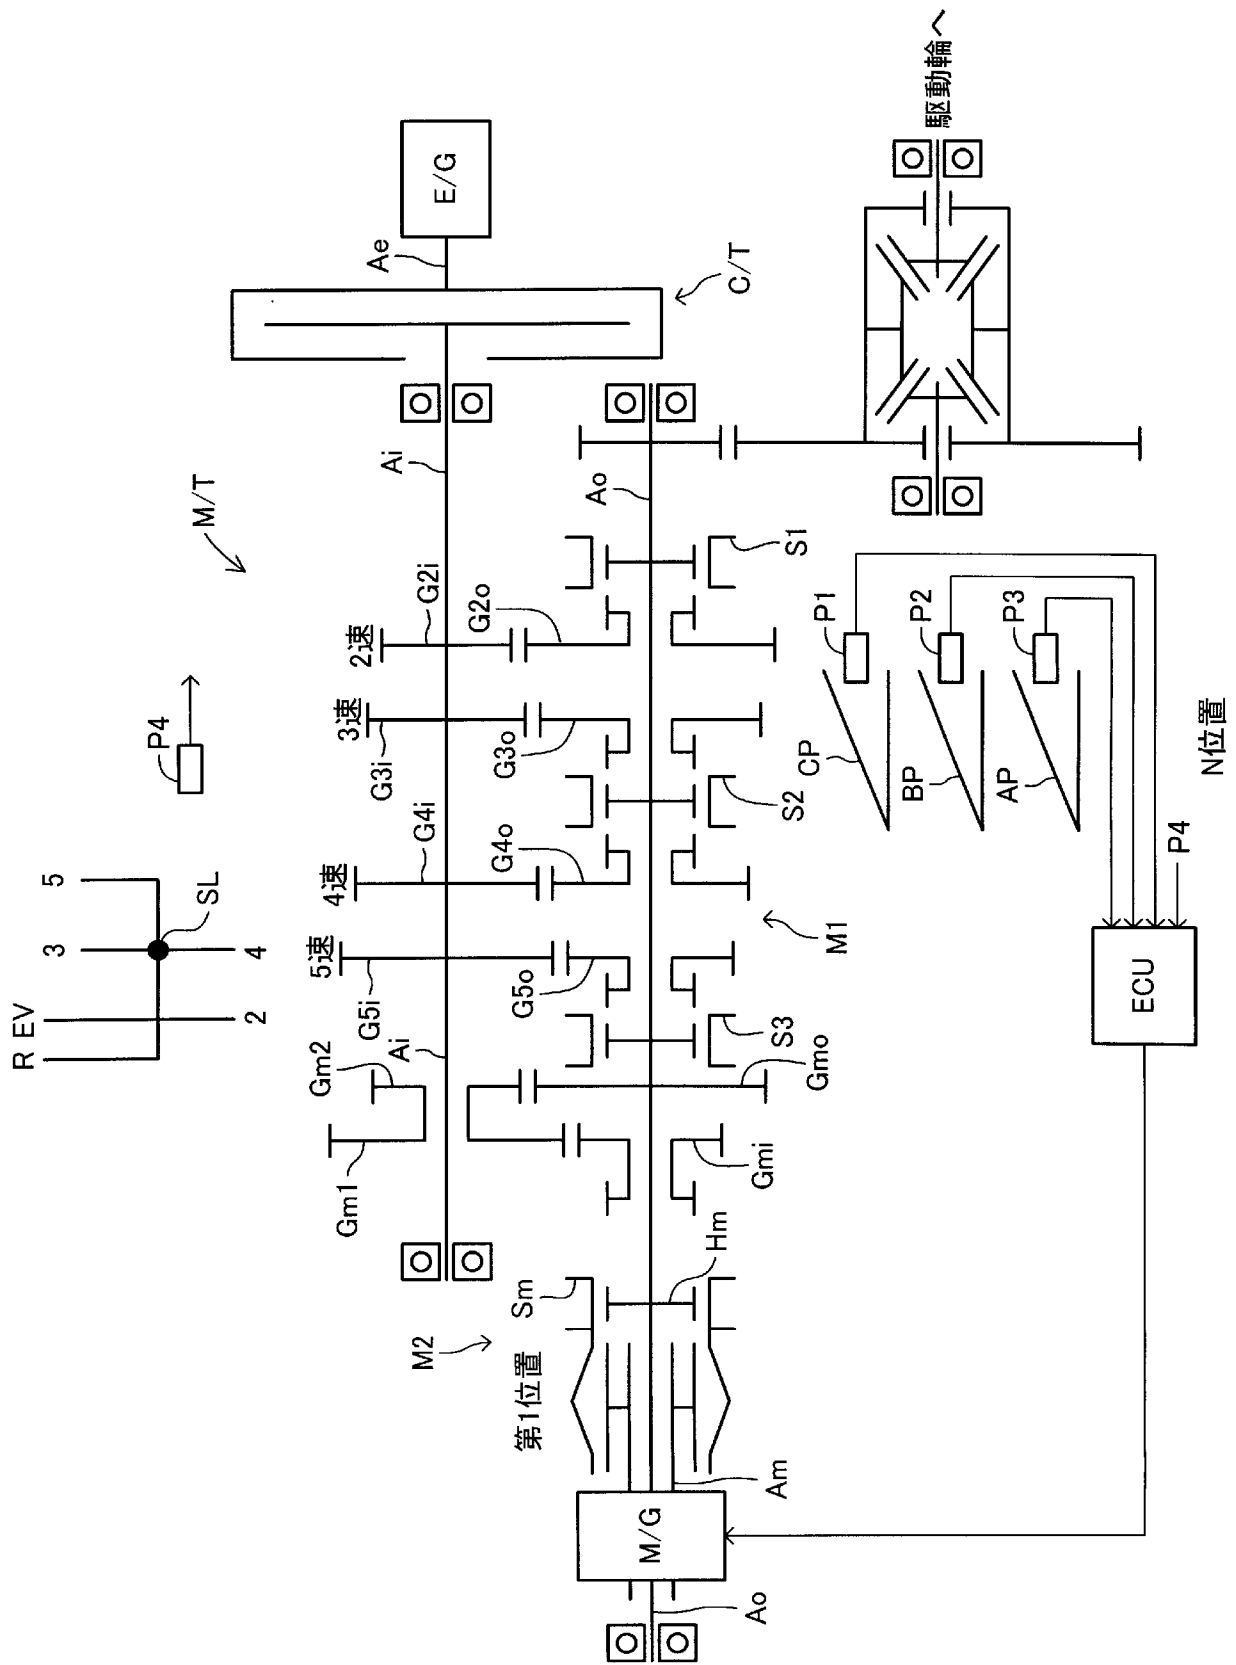 R
EV
3
5
2
4
SL
P4
M/T
Gm1
Gm2
Ai
5速
G5i
4速
G4i
3速
G3i
2速
G2i
Ai
Ae
E/G
C/T
M2
第1位置
Sm
Hm
Gmi
Gmo
G5o
G4o
G3o
G2o
Ao
S3
S2
S1
M1
Ao
M/G
Am
駆動輪へ
CP
P1
BP
P2
AP
P3
ECU
P4
N位置